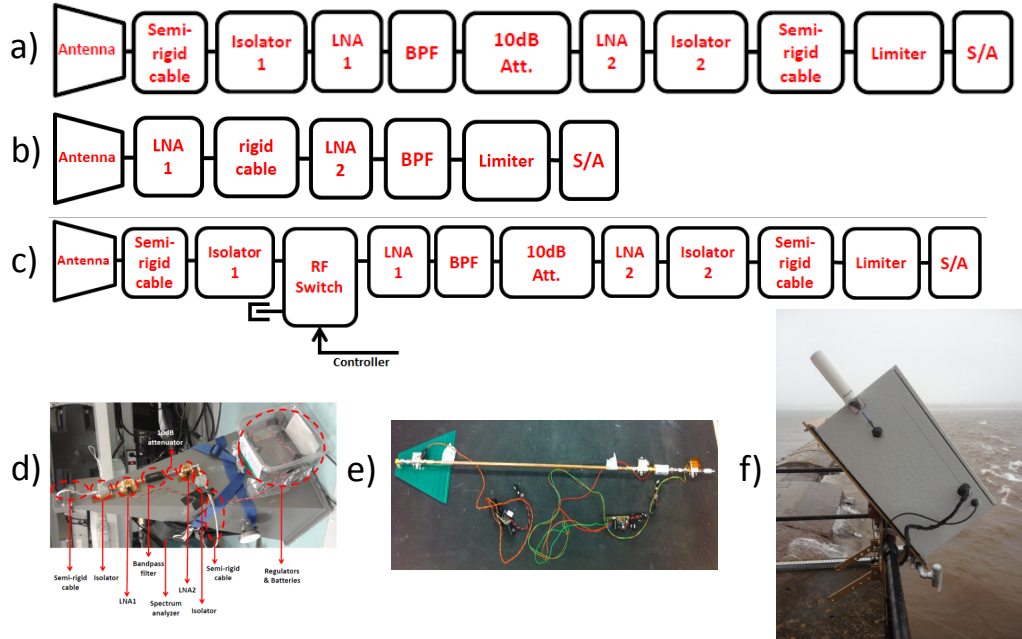 a)
Antenna
Semi-
rigid
cable
Isolator
1
LNA
1
BPF
10dB
Att.
LNA
2
Isolator
2
Semi-
rigid
cable
Limiter
S/A
b)
Antenna
LNA
1
rigid
cable
LNA
2
BPF
Limiter
S/A
c)
Antenna
Semi-
rigid
cable
Isolator
1
RF
Switch
LNA
1
BPF
10dB
Att.
LNA
2
Isolator
2
Semi-
rigid
cable
Limiter
S/A
Controller
d)
10dB
attenuator
Semi-rigid
cable
Isolator
LNA1
Bandpass
filter
Spectrum
analyzer
LNA2
Isolator
Semi-rigid
cable
Regulators
& Batteries
e)
f)